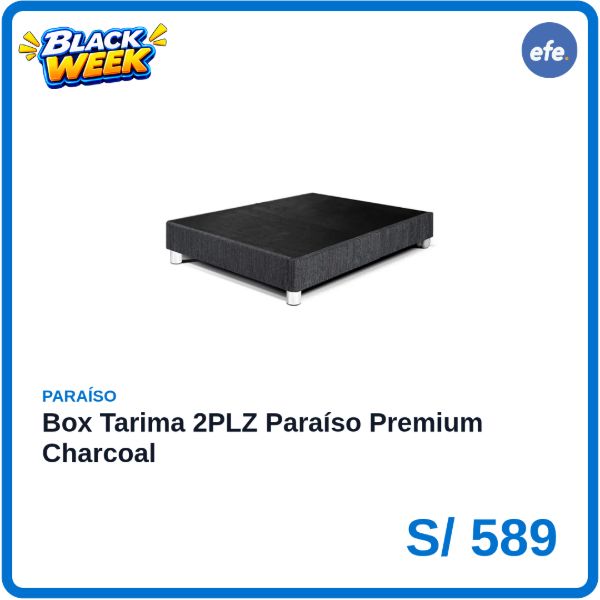 BLACK
WEEK
efe.
PARAÍSO
Box Tarima 2PLZ Paraíso Premium
Charcoal
S/ 589